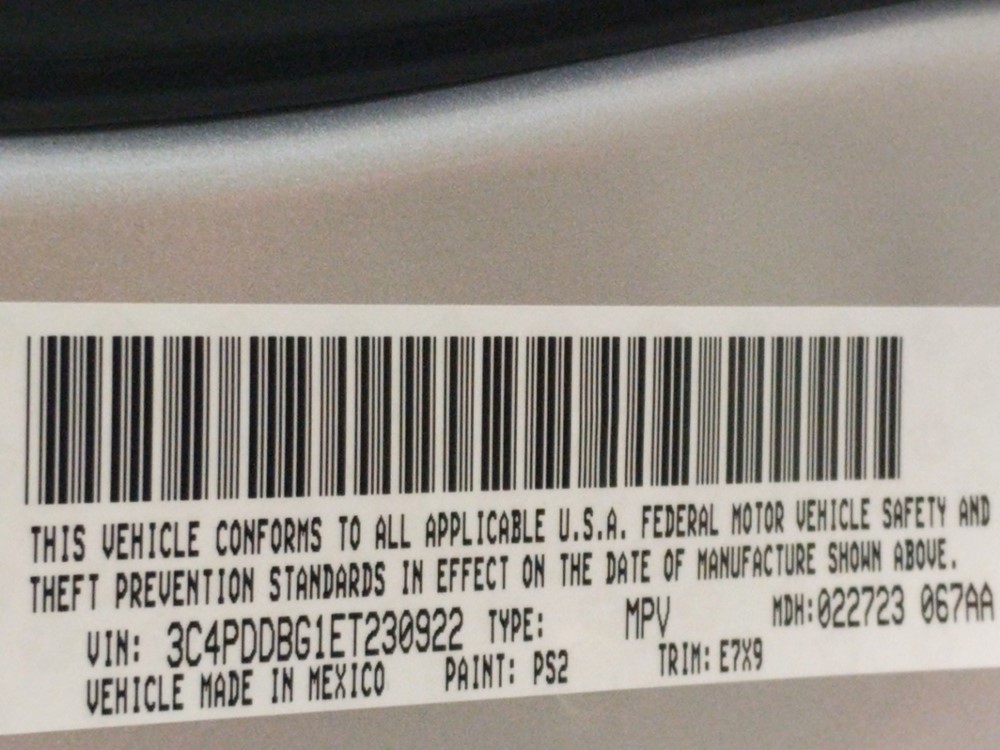 THIS VEHICLE CONFORMS TO ALL APPLICABLE U.S.A. FEDERAL MOTOR VEHICLE SAFETY AND
THEFT PREVENTION STANDARDS IN EFFECT ON THE DATE OF MANUFACTURE SHOWN ABOVE.
VIN: 3C4PDDBG1ET230922 TYPE: MPV MDH:022723 067AA
VEHICLE MADE IN MEXICO PAINT: PS2 TRIM: E7X9